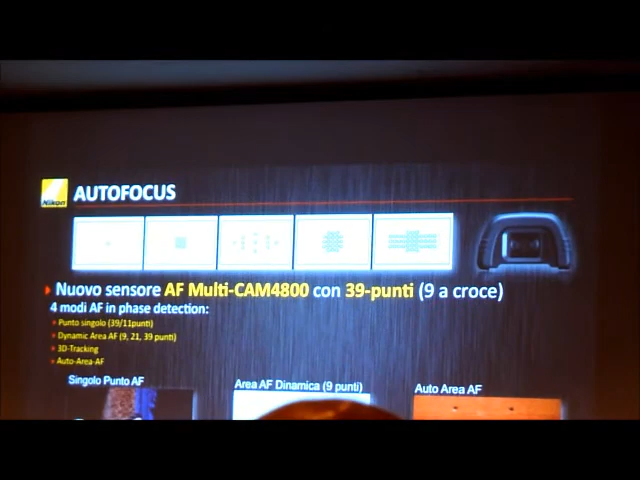 Nikon
AUTOFOCUS
Nuovo sensore AF Multi-CAM4800 con 39-punti (9 a croce)
4 modi AF in phase detection:
Punto singolo (39/11punti)
Dynamic Area AF (9, 21, 39 punti)
3D-Tracking
Auto-Area-AF
Singolo Punto AF
Area AF Dinamica (9 punti)
Auto Area AF